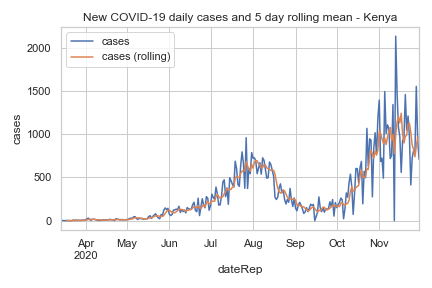 New COVID-19 daily cases and 5 day rolling mean - Kenya
cases
cases (rolling)
2000
1500
1000
500
0
cases
Apr May Jun Jul Aug Sep Oct Nov
2020
dateRep